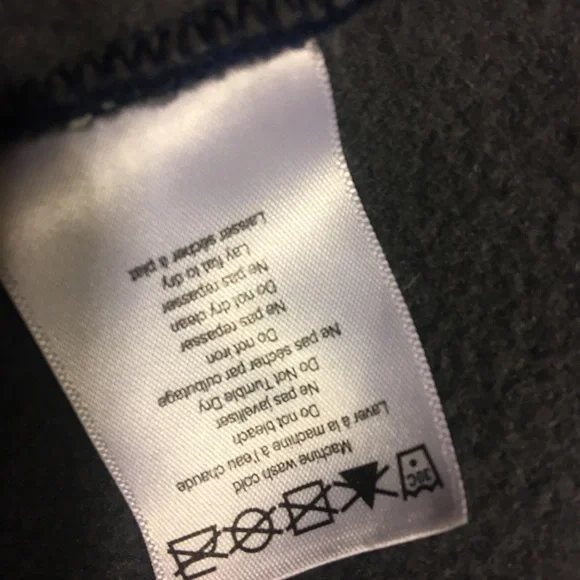 30C
Machine wash cold
Laver à la machine à l'eau chaude
Do not bleach
Ne pas javelliser
Do Not Tumble Dry
Ne pas sécher par culbutage
Do not iron
Ne pas repasser
Do not dry clean
Ne pas repasser
Lay flat to dry
Laisser sécher à plat